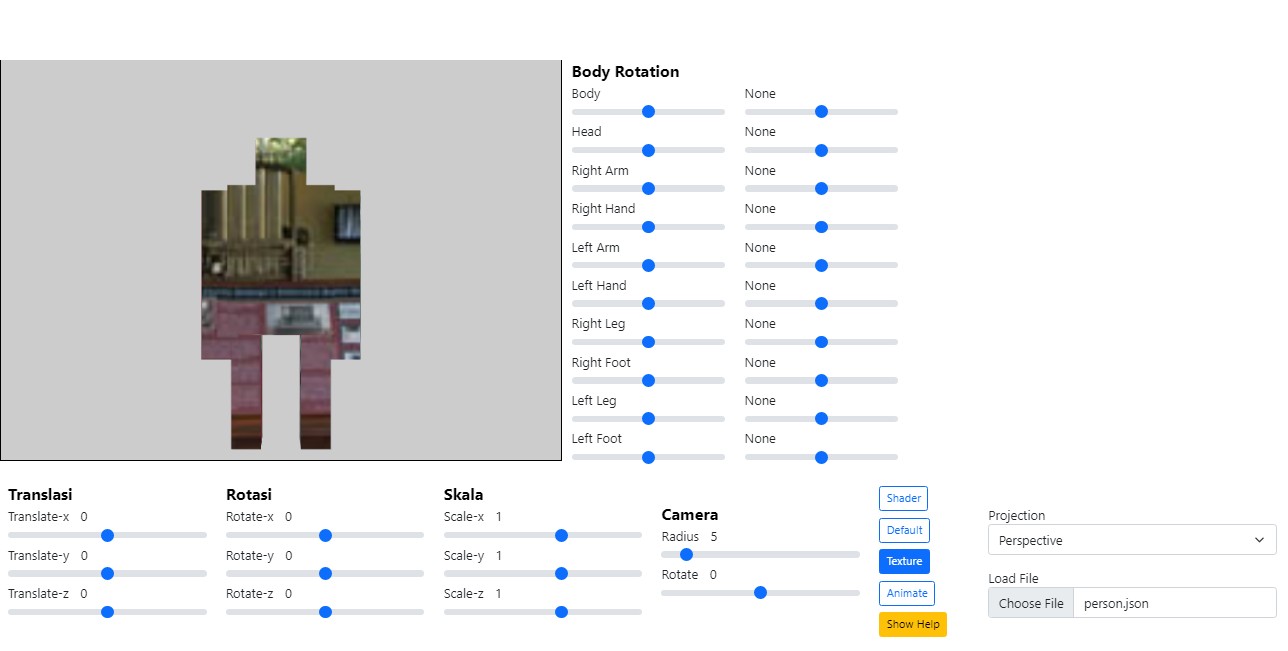 Body Rotation
Body None
Head None
Right Arm None
Right Hand None
Left Arm None
Left Hand None
Right Leg None
Right Foot None
Left Leg None
Left Foot None
Translasi
Translate-x 0
Translate-y 0
Translate-z 0
Rotasi
Rotate-x 0
Rotate-y 0
Rotate-z 0
Skala
Scale-x 1
Scale-y 1
Scale-z 1
Camera
Radius 5
Rotate 0
Shader
Default
Texture
Animate
Show Help
Projection
Perspective
Load File
Choose File person.json